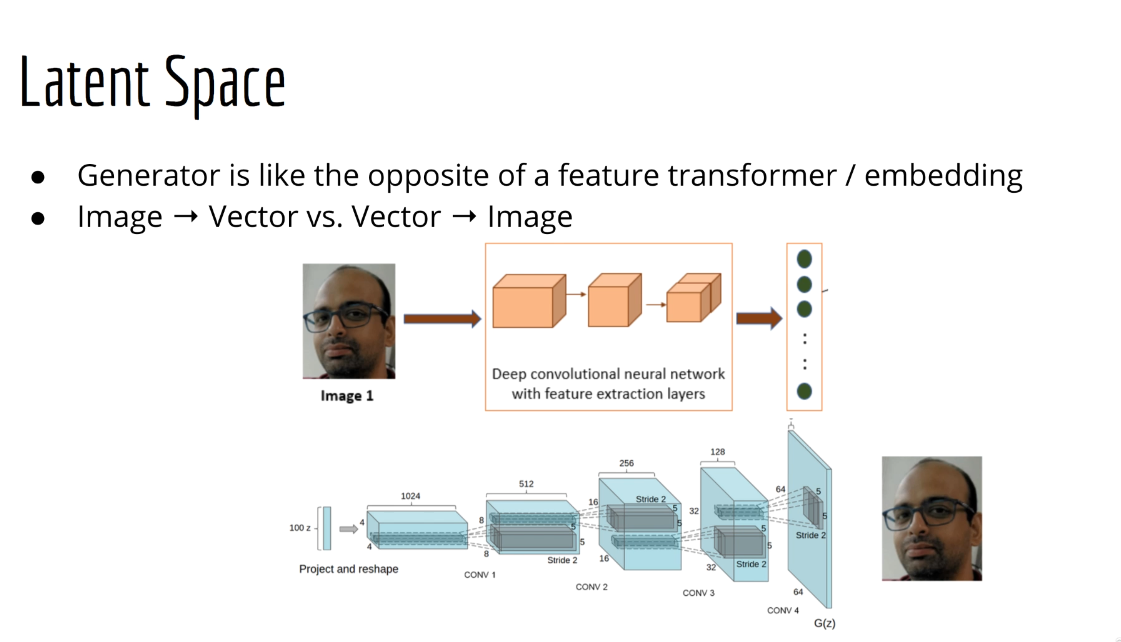 Latent Space
● Generator is like the opposite of a feature transformer / embedding
● Image → Vector vs. Vector → Image
Image 1
Deep convolutional neural network
with feature extraction layers
:
:
100 z
Project and reshape
1024
4
4
512
8
8
5
5
Stride 2
CONV 1
256
16
16
Stride 2
5
5
CONV 2
128
32
32
5
5
Stride 2
CONV 3
64
64
5
5
Stride 2
CONV 4
G(z)